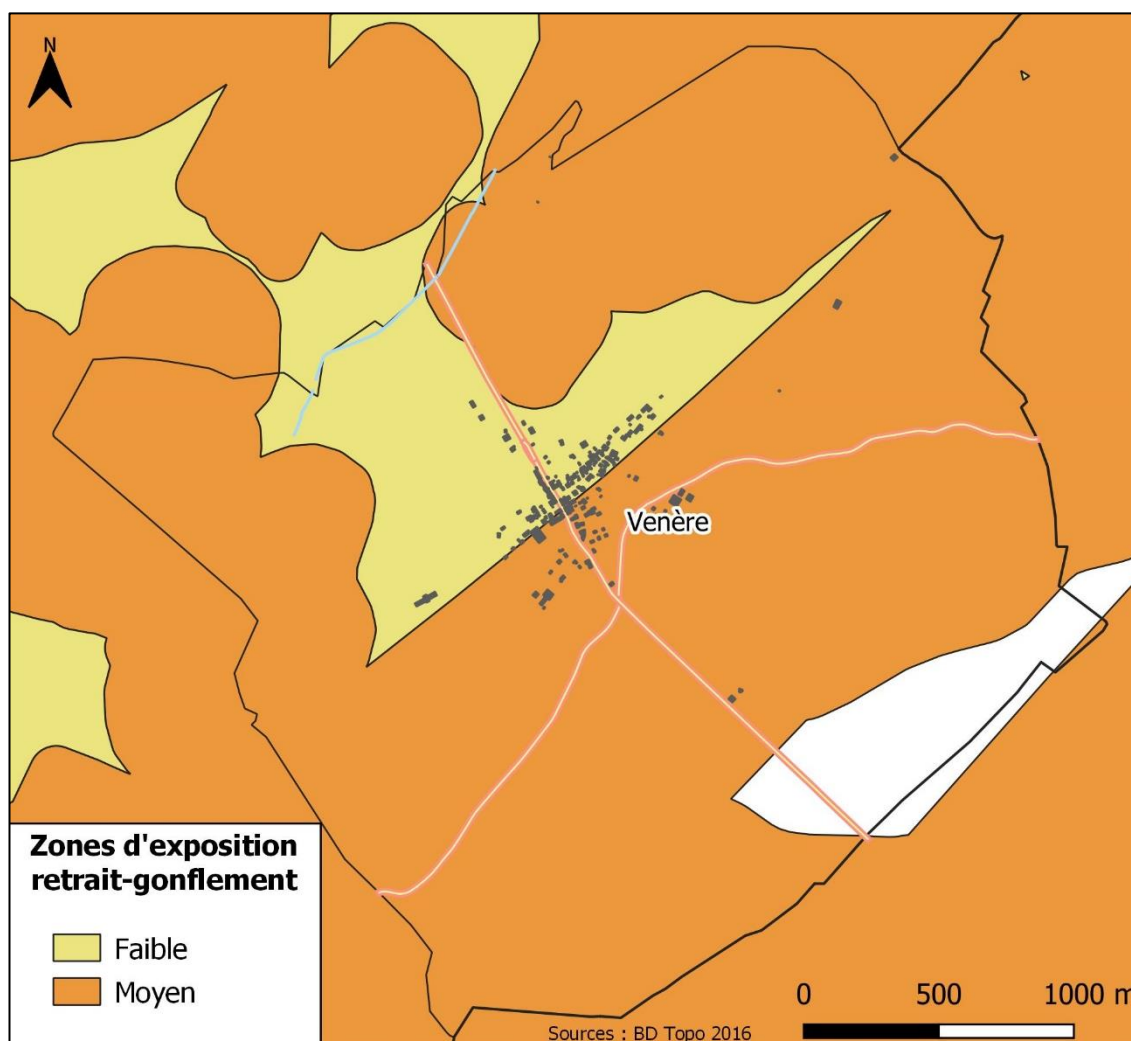 N
Venère
Zones d'exposition
retrait-gonflement
Faible
Moyen
0 500 1000 m
Sources : BD Topo 2016